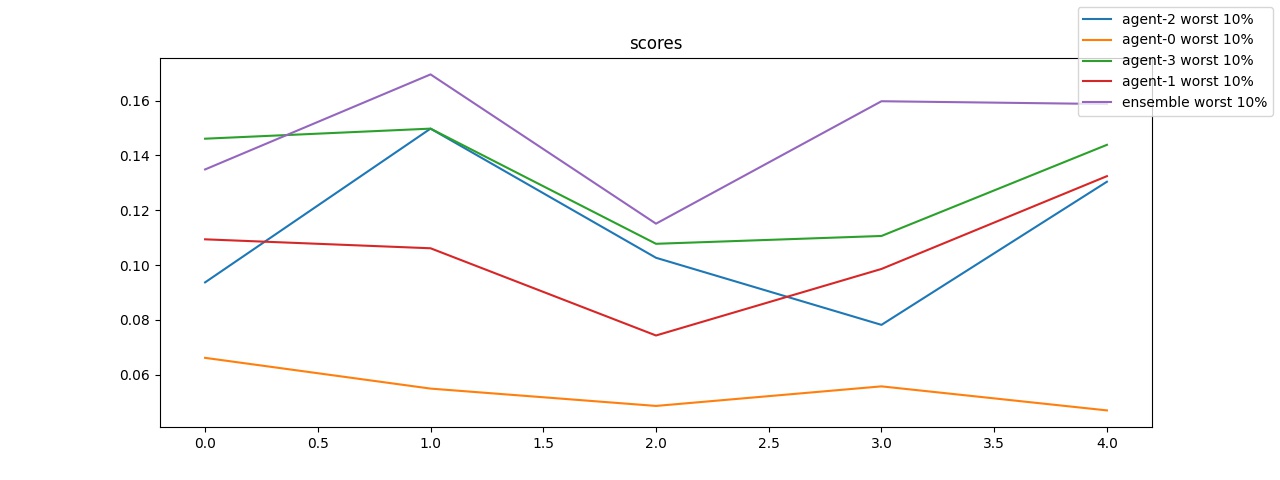 scores
agent-2 worst 10%
agent-0 worst 10%
agent-3 worst 10%
agent-1 worst 10%
ensemble worst 10%
0.16
0.14
0.12
0.10
0.08
0.06
0.0 0.5 1.0 1.5 2.0 2.5 3.0 3.5 4.0